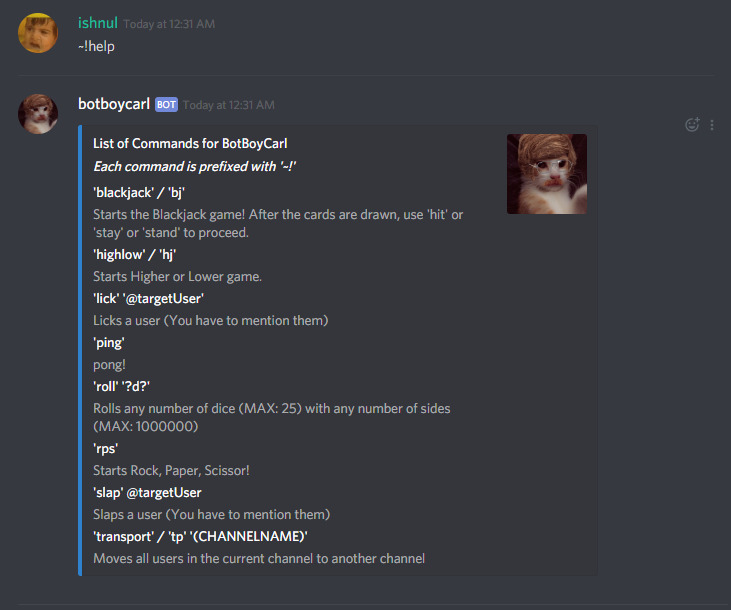 ishnul Today at 12:31 AM
~!help
botboycarl BOT Today at 12:31 AM
List of Commands for BotBoyCarl
Each command is prefixed with '~!'
'blackjack' / 'bj'
Starts the Blackjack game! After the cards are drawn, use 'hit' or
'stay' or 'stand' to proceed.
'highlow' / 'hj'
Starts Higher or Lower game.
'lick' '@targetUser'
Licks a user (You have to mention them)
'ping'
pong!
'roll' '?d?'
Rolls any number of dice (MAX: 25) with any number of sides
(MAX: 1000000)
'rps'
Starts Rock, Paper, Scissor!
'slap' @targetUser
Slaps a user (You have to mention them)
'transport' / 'tp' '(CHANNELNAME)'
Moves all users in the current channel to another channel